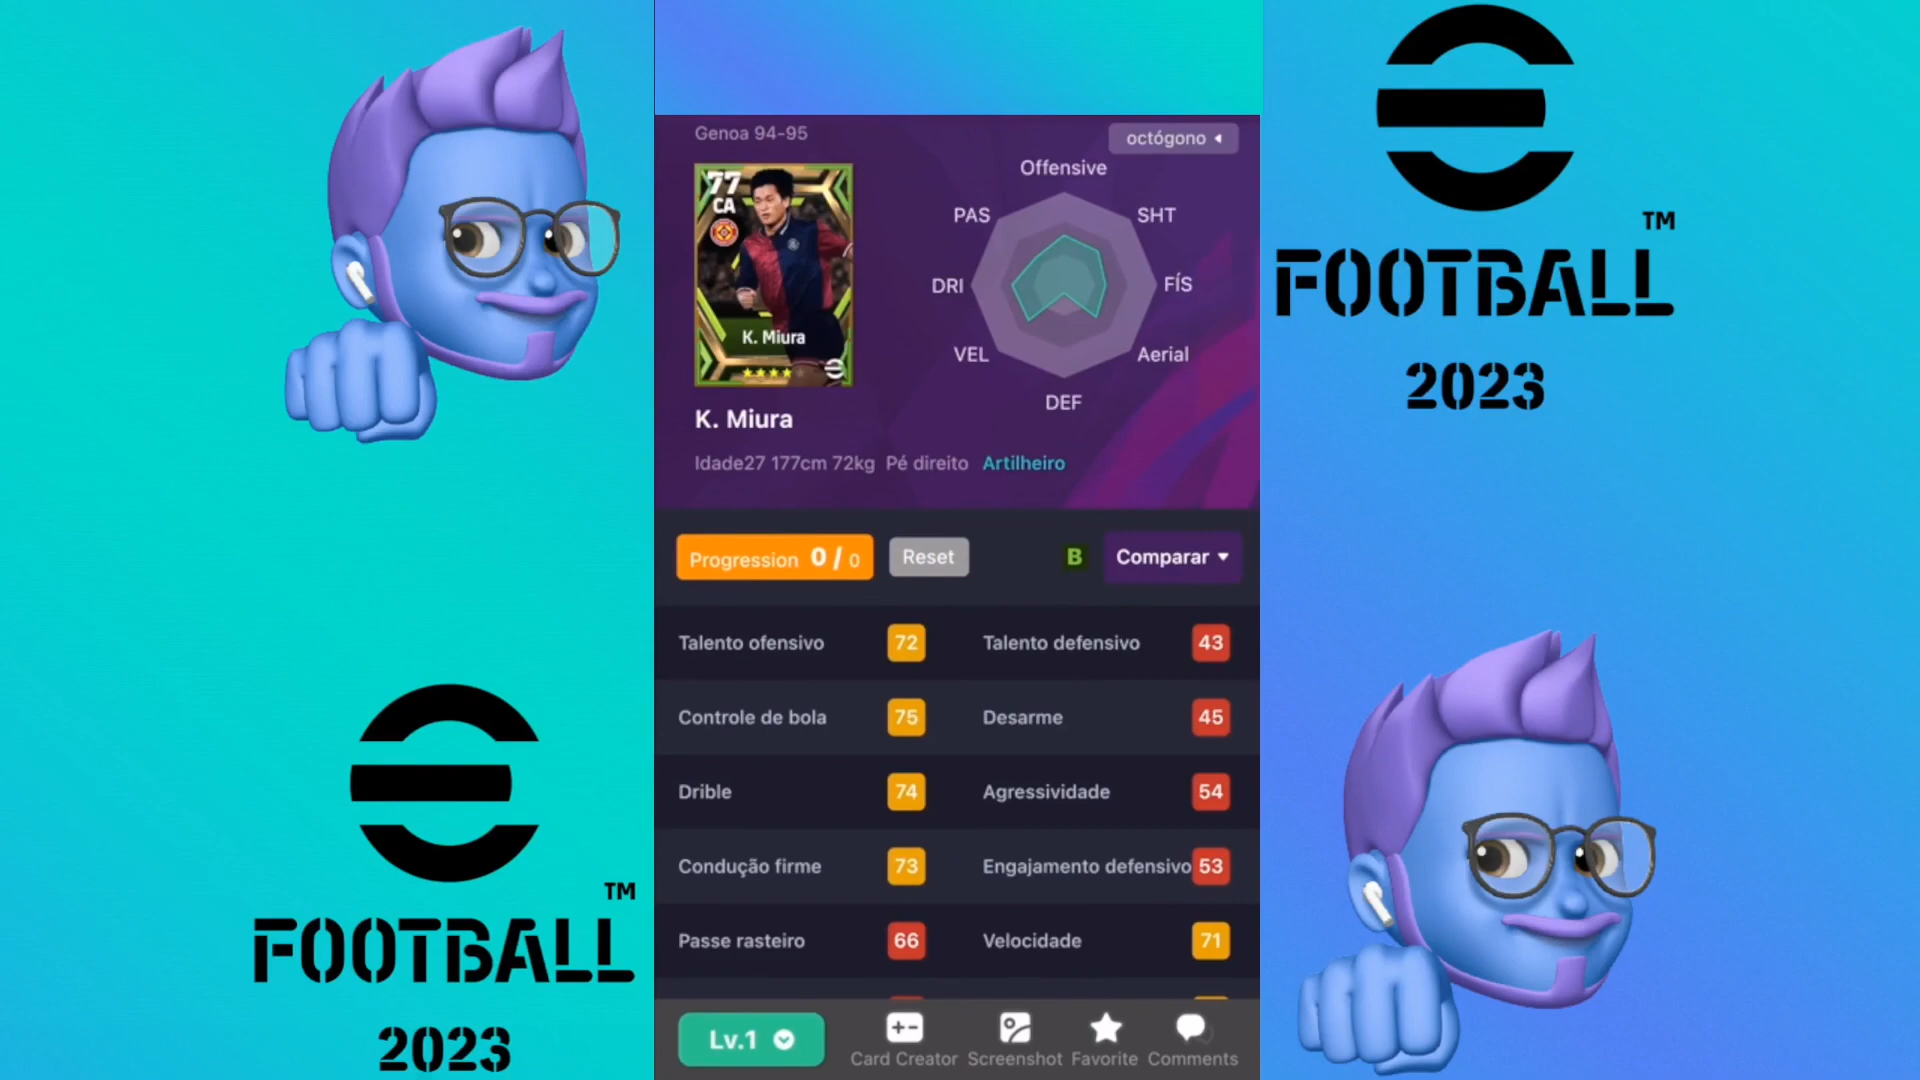 TM
FOOTBALL
2023
Genoa 94-95
octógono
77
CA
K. Miura
Offensive
PAS
SHT
DRI
FÍS
VEL
Aerial
DEF
K. Miura
Idade27 177cm 72kg Pé direito Artilheiro
Progression 0 / 0
Reset
B
Comparar
Talento ofensivo 72 Talento defensivo 43
Controle de bola 75 Desarme 45
Drible 74 Agressividade 54
Condução firme 73 Engajamento defensivo 53
Passe rasteiro 66 Velocidade 71
Lv.1
Card Creator Screenshot Favorite Comments
TM
FOOTBALL
2023